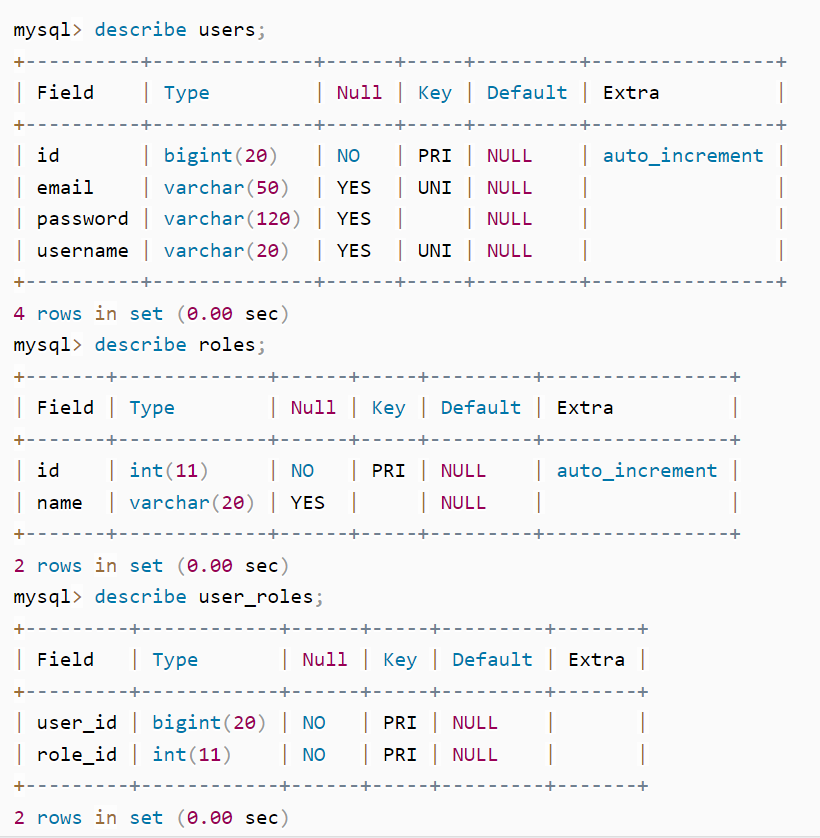 mysql> describe users;
+----------+--------------+------+-----+---------+----------------+
| Field    | Type         | Null | Key | Default | Extra          |
+----------+--------------+------+-----+---------+----------------+
| id       | bigint(20)   | NO   | PRI | NULL    | auto_increment |
| email    | varchar(50)  | YES  | UNI | NULL    |                |
| password | varchar(120) | YES  |     | NULL    |                |
| username | varchar(20)  | YES  | UNI | NULL    |                |
+----------+--------------+------+-----+---------+----------------+
4 rows in set (0.00 sec)
mysql> describe roles;
+-------+-------------+------+-----+---------+----------------+
| Field | Type        | Null | Key | Default | Extra          |
+-------+-------------+------+-----+---------+----------------+
| id    | int(11)     | NO   | PRI | NULL    | auto_increment |
| name  | varchar(20) | YES  |     | NULL    |                |
+-------+-------------+------+-----+---------+----------------+
2 rows in set (0.00 sec)
mysql> describe user_roles;
+---------+------------+------+-----+---------+-------+
| Field   | Type       | Null | Key | Default | Extra |
+---------+------------+------+-----+---------+-------+
| user_id | bigint(20) | NO   | PRI | NULL    |       |
| role_id | int(11)    | NO   | PRI | NULL    |       |
+---------+------------+------+-----+---------+-------+
2 rows in set (0.00 sec)